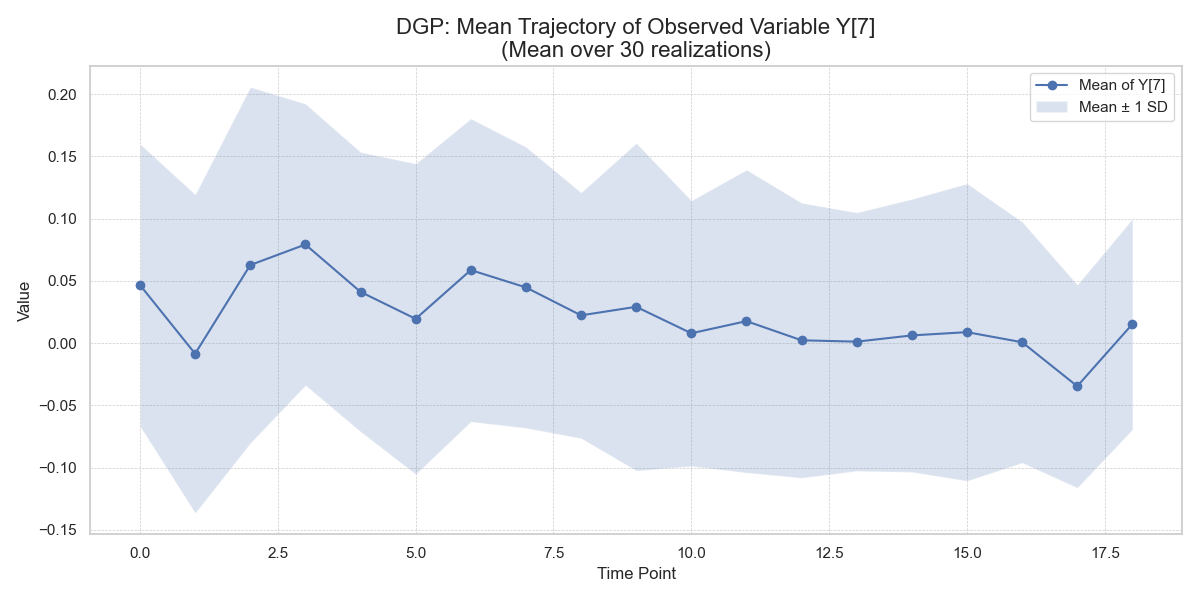 DGP: Mean Trajectory of Observed Variable Y[7]
(Mean over 30 realizations)
Mean of Y[7]
Mean ± 1 SD
Value
0.20
0.15
0.10
0.05
0.00
−0.05
−0.10
−0.15
0.0 2.5 5.0 7.5 10.0 12.5 15.0 17.5
Time Point